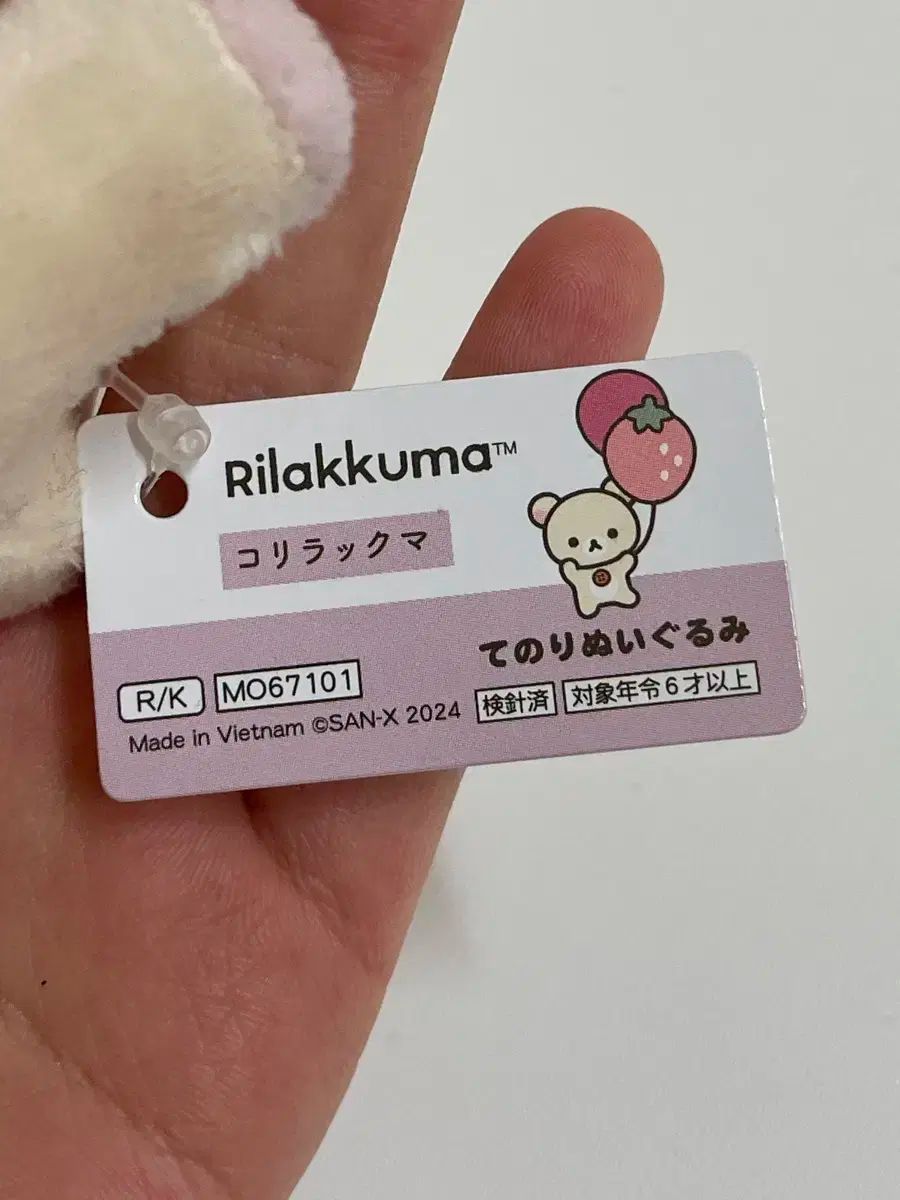 Rilakkuma™
コリラックマ
てのりぬいぐるみ
R/K MO67101 検針済 対象年令6才以上
Made in Vietnam ©SAN-X 2024